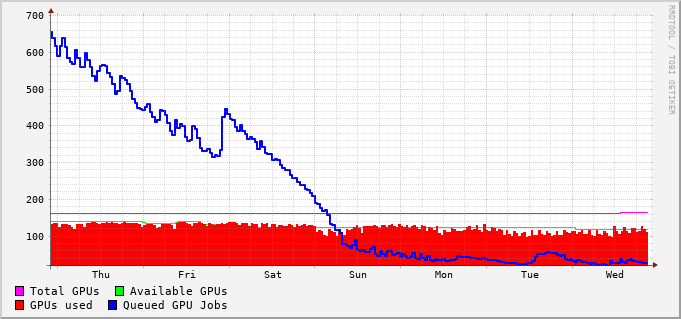 700
600
500
400
300
200
100
Thu Fri Sat Sun Mon Tue Wed
Total GPUs Available GPUs
GPUs used Queued GPU Jobs
RRDTOOL / TOBI OETIKER